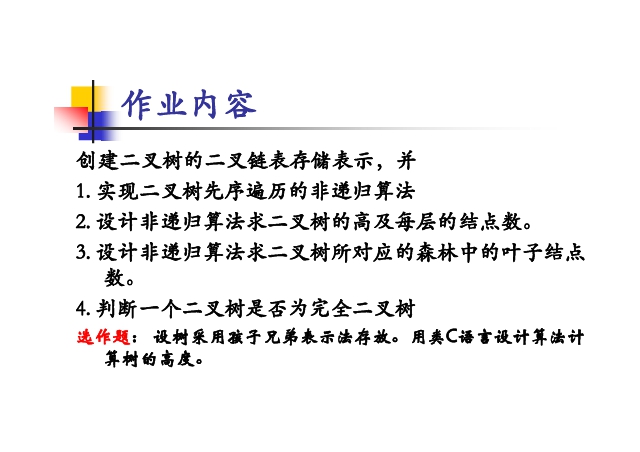 作业内容
创建二叉树的二叉链表存储表示，并
1. 实现二叉树先序遍历的非递归算法
2. 设计非递归算法求二叉树的高及每层的结点数。
3. 设计非递归算法求二叉树所对应的森林中的叶子结点
数。
4. 判断一个二叉树是否为完全二叉树
选作题： 设树采用孩子兄弟表示法存放。用类C语言设计算法计
算树的高度。